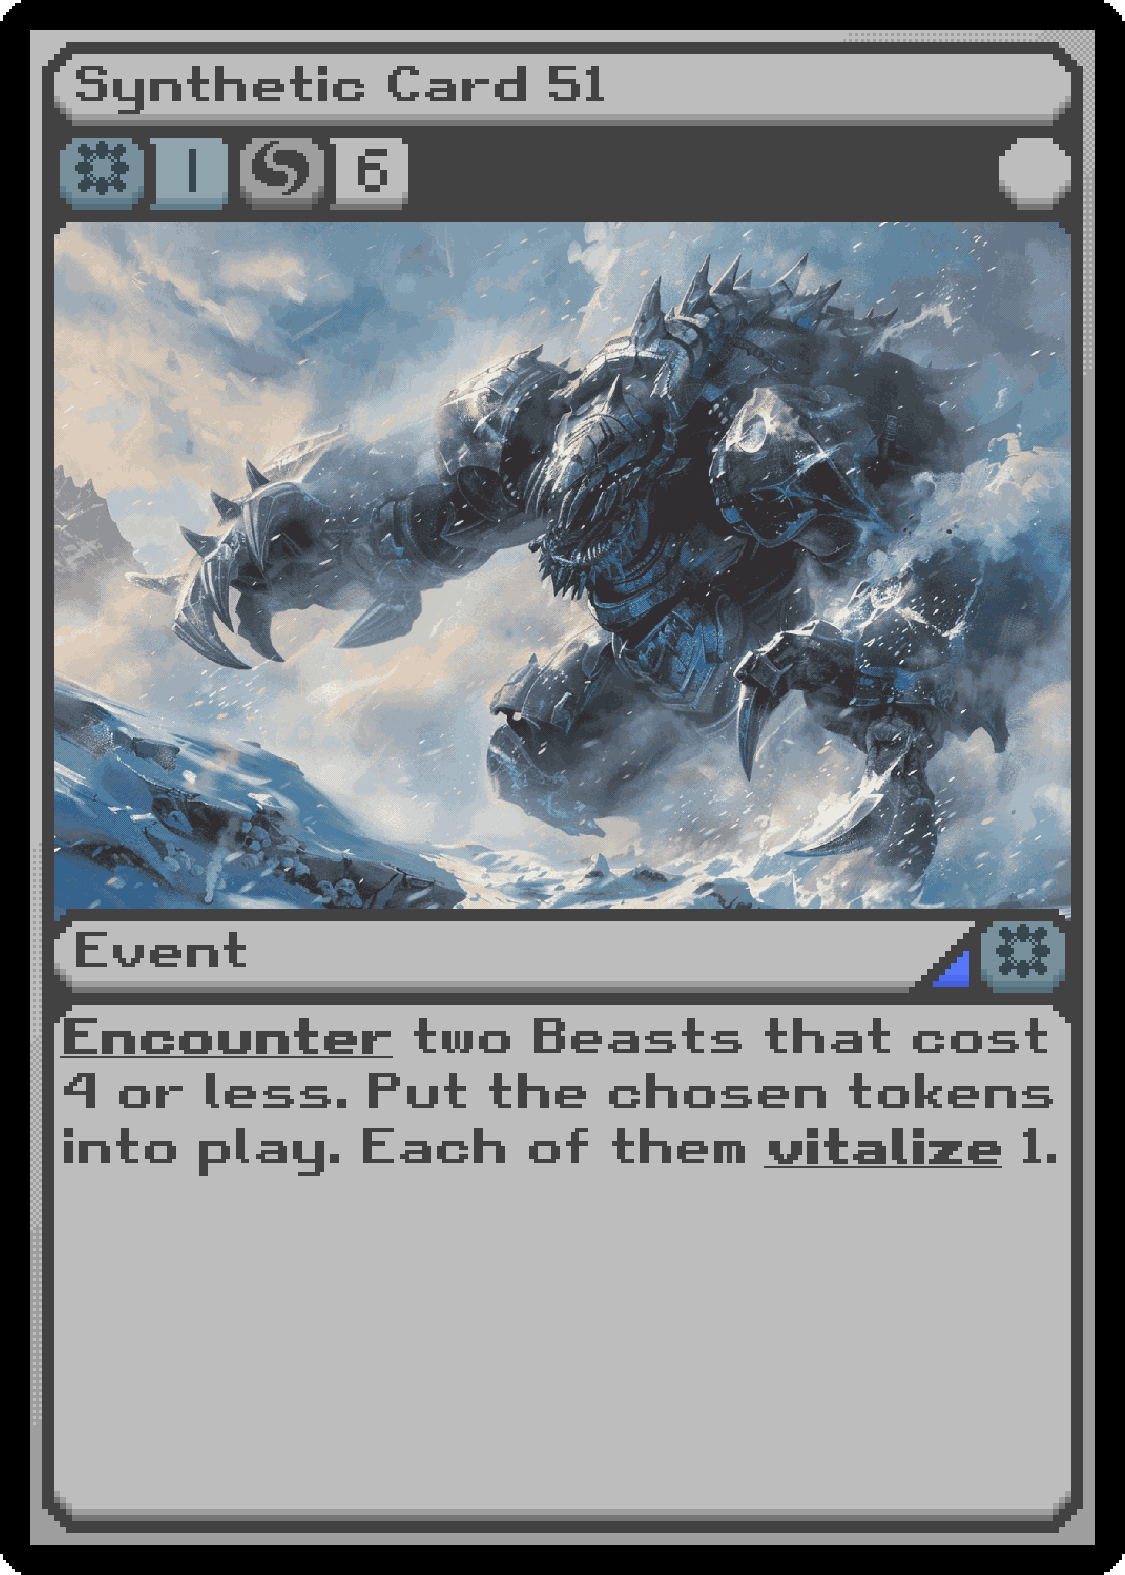 Synthetic Card 51
1 6
Event
Encounter two Beasts that cost
4 or less. Put the chosen tokens
into play. Each of them vitalize 1.